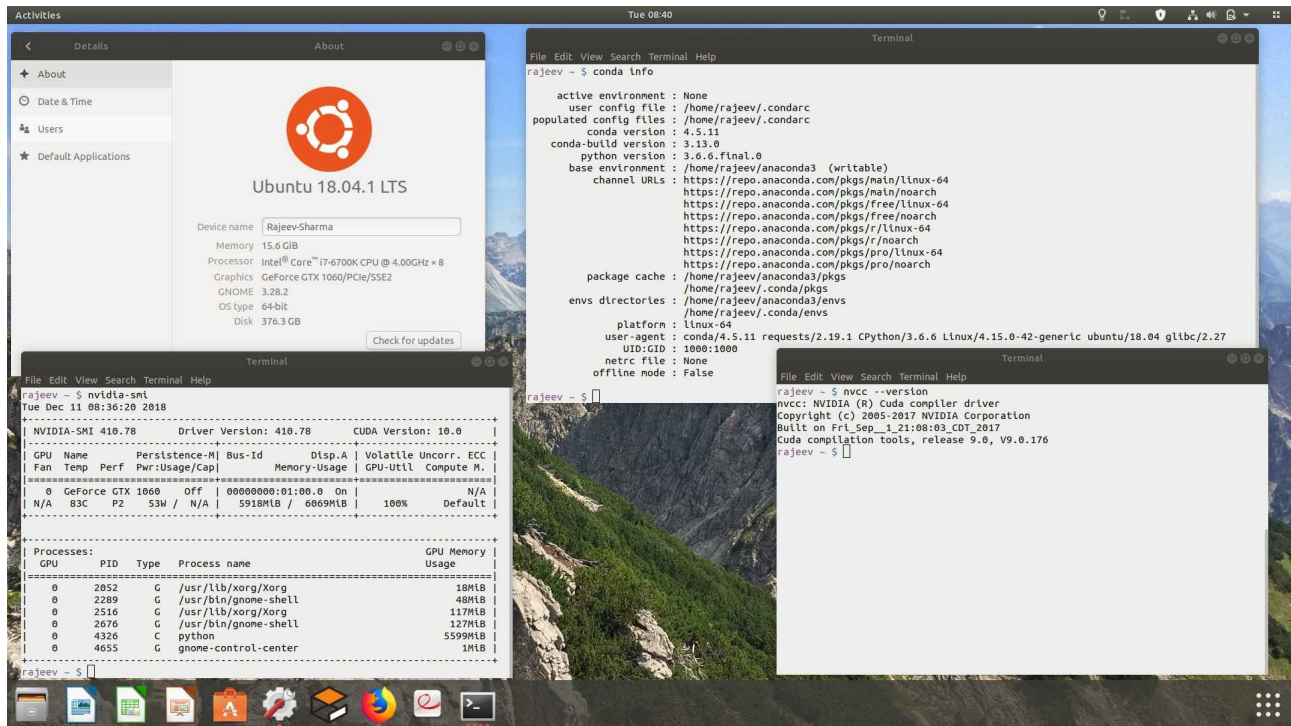 Activities
Tue 08:40
Details
About
About
Date & Time
Users
Default Applications
Ubuntu 18.04.1 LTS
Device name Rajeev-Sharma
Memory 15.6 GiB
Processor Intel® Core™ i7-6700K CPU @ 4.00GHz × 8
Graphics GeForce GTX 1060/PCIe/SSE2
GNOME 3.28.2
OS type 64-bit
Disk 376.3 GB
Check for updates
Terminal
File Edit View Search Terminal Help
rajeev ~ $ conda info
active environment : None
user config file : /home/rajeev/.condarc
populated config files : /home/rajeev/.condarc
conda version : 4.5.11
conda-build version : 3.13.0
python version : 3.6.6.final.0
base environment : /home/rajeev/anaconda3 (writable)
channel URLs : https://repo.anaconda.com/pkgs/main/linux-64
https://repo.anaconda.com/pkgs/main/noarch
https://repo.anaconda.com/pkgs/free/linux-64
https://repo.anaconda.com/pkgs/free/noarch
https://repo.anaconda.com/pkgs/r/linux-64
https://repo.anaconda.com/pkgs/r/noarch
https://repo.anaconda.com/pkgs/pro/linux-64
https://repo.anaconda.com/pkgs/pro/noarch
package cache : /home/rajeev/anaconda3/pkgs
/home/rajeev/.conda/pkgs
envs directories : /home/rajeev/anaconda3/envs
/home/rajeev/.conda/envs
platform : linux-64
user-agent : conda/4.5.11 requests/2.19.1 CPython/3.6.6 Linux/4.15.0-42-generic ubuntu/18.04 glibc/2.27
UID:GID : 1000:1000
netrc file : None
offline mode : False
rajeev ~ $
Terminal
File Edit View Search Terminal Help
rajeev ~ $ nvidia-smi
Tue Dec 11 08:36:20 2018
NVIDIA-SMI 410.78 Driver Version: 410.78 CUDA Version: 10.0
GPU Name Persistence-M| Bus-Id Disp.A | Volatile Uncorr. ECC
Fan Temp Perf Pwr:Usage/Cap| Memory-Usage | GPU-Util Compute M.
0 GeForce GTX 1060 Off | 00000000:01:00.0 On | N/A
N/A 83C P2 53W / N/A | 5918MiB / 6069MiB | 100% Default
Processes: GPU Memory
GPU PID Type Process name Usage
0 2052 G /usr/lib/xorg/Xorg 18MiB
0 2289 G /usr/bin/gnome-shell 48MiB
0 2516 G /usr/lib/xorg/Xorg 117MiB
0 2676 G /usr/bin/gnome-shell 127MiB
0 4326 C python 5599MiB
0 4655 G gnome-control-center 1MiB
rajeev ~ $
Terminal
File Edit View Search Terminal Help
rajeev ~ $ nvcc --version
nvcc: NVIDIA (R) Cuda compiler driver
Copyright (c) 2005-2017 NVIDIA Corporation
Built on Fri_Sep__1_21:08:03_CDT_2017
Cuda compilation tools, release 9.0, V9.0.176
rajeev ~ $